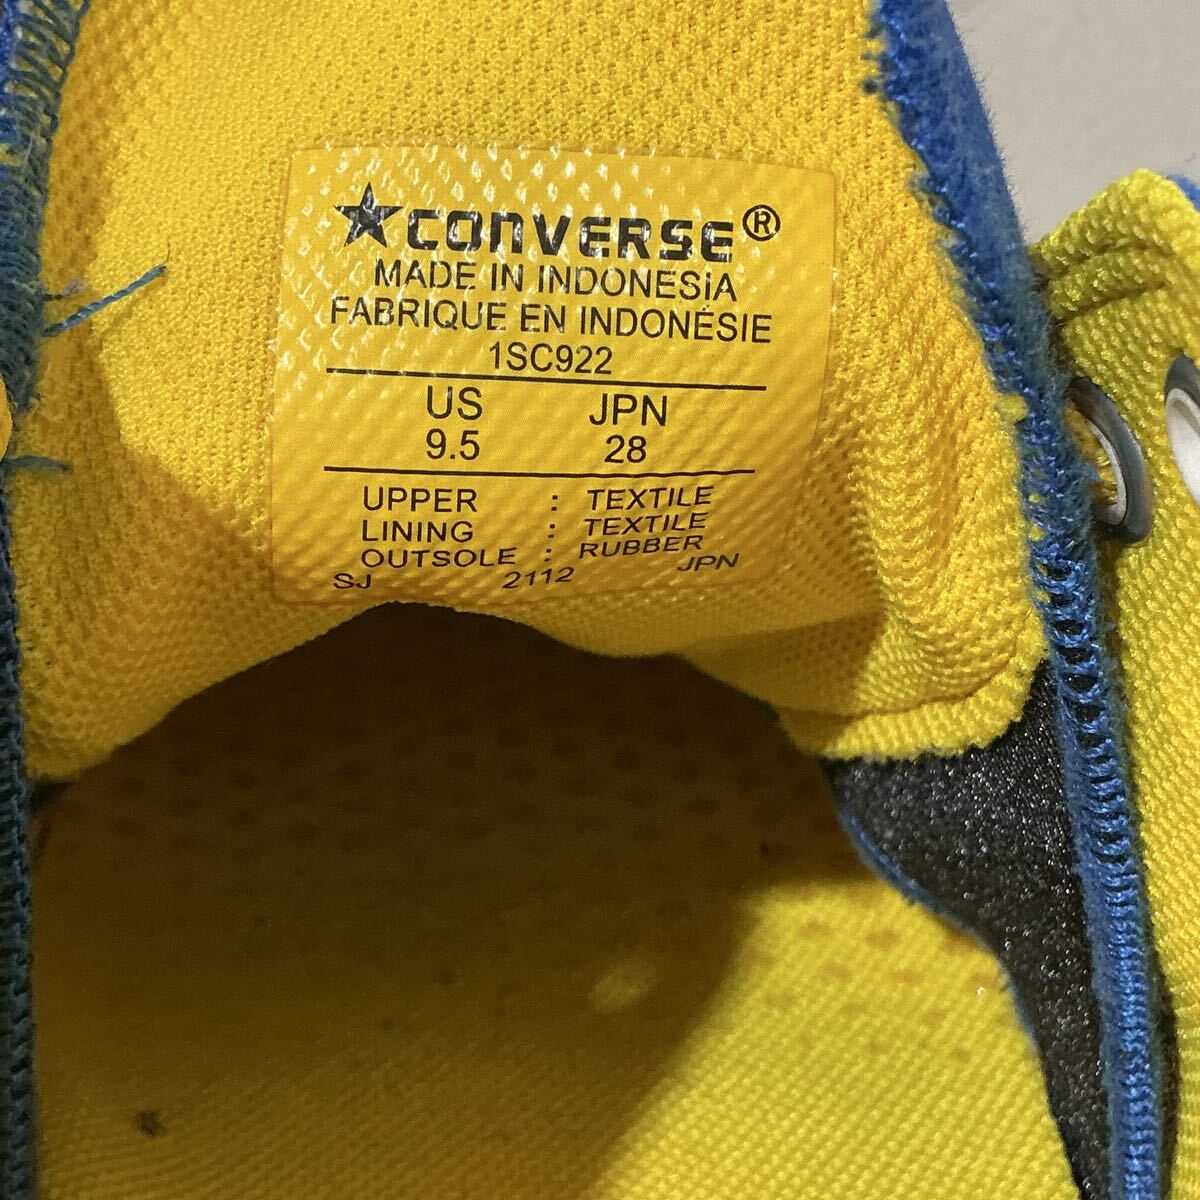 ★CONVERSE®
MADE IN INDONESIA
FABRIQUE EN INDONÉSIE
1SC922
US JPN
9.5 28
UPPER : TEXTILE
LINING : TEXTILE
OUTSOLE : RUBBER
SJ 2112 JPN